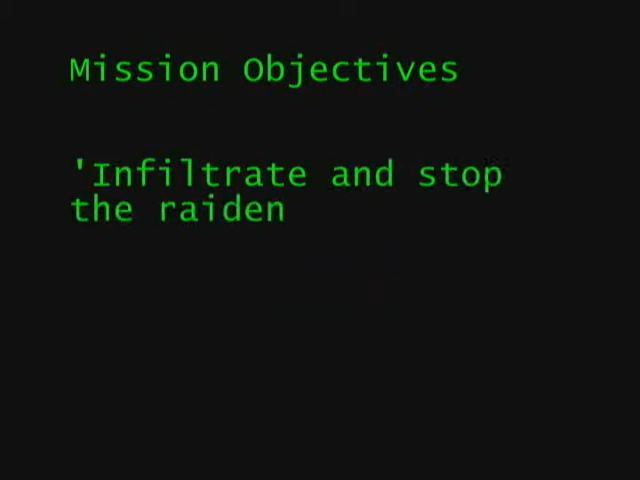 Mission Objectives
'Infiltrate and stop
the raiden